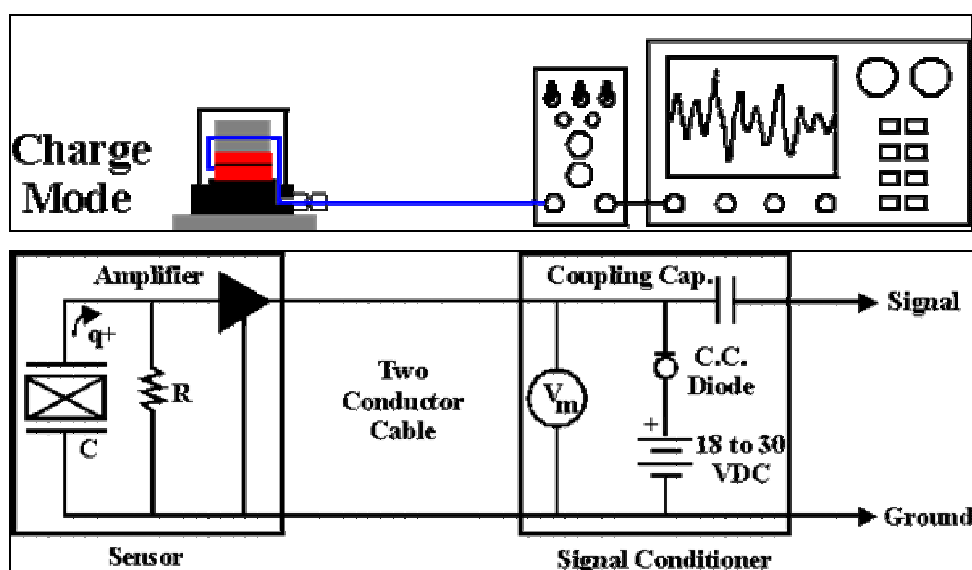 Charge
Mode
Amplifier
q+
R
C
Sensor
Two
Conductor
Cable
Coupling Cap.
Vm
C.C.
Diode
+
18 to 30
VDC
Signal Conditioner
Signal
Ground